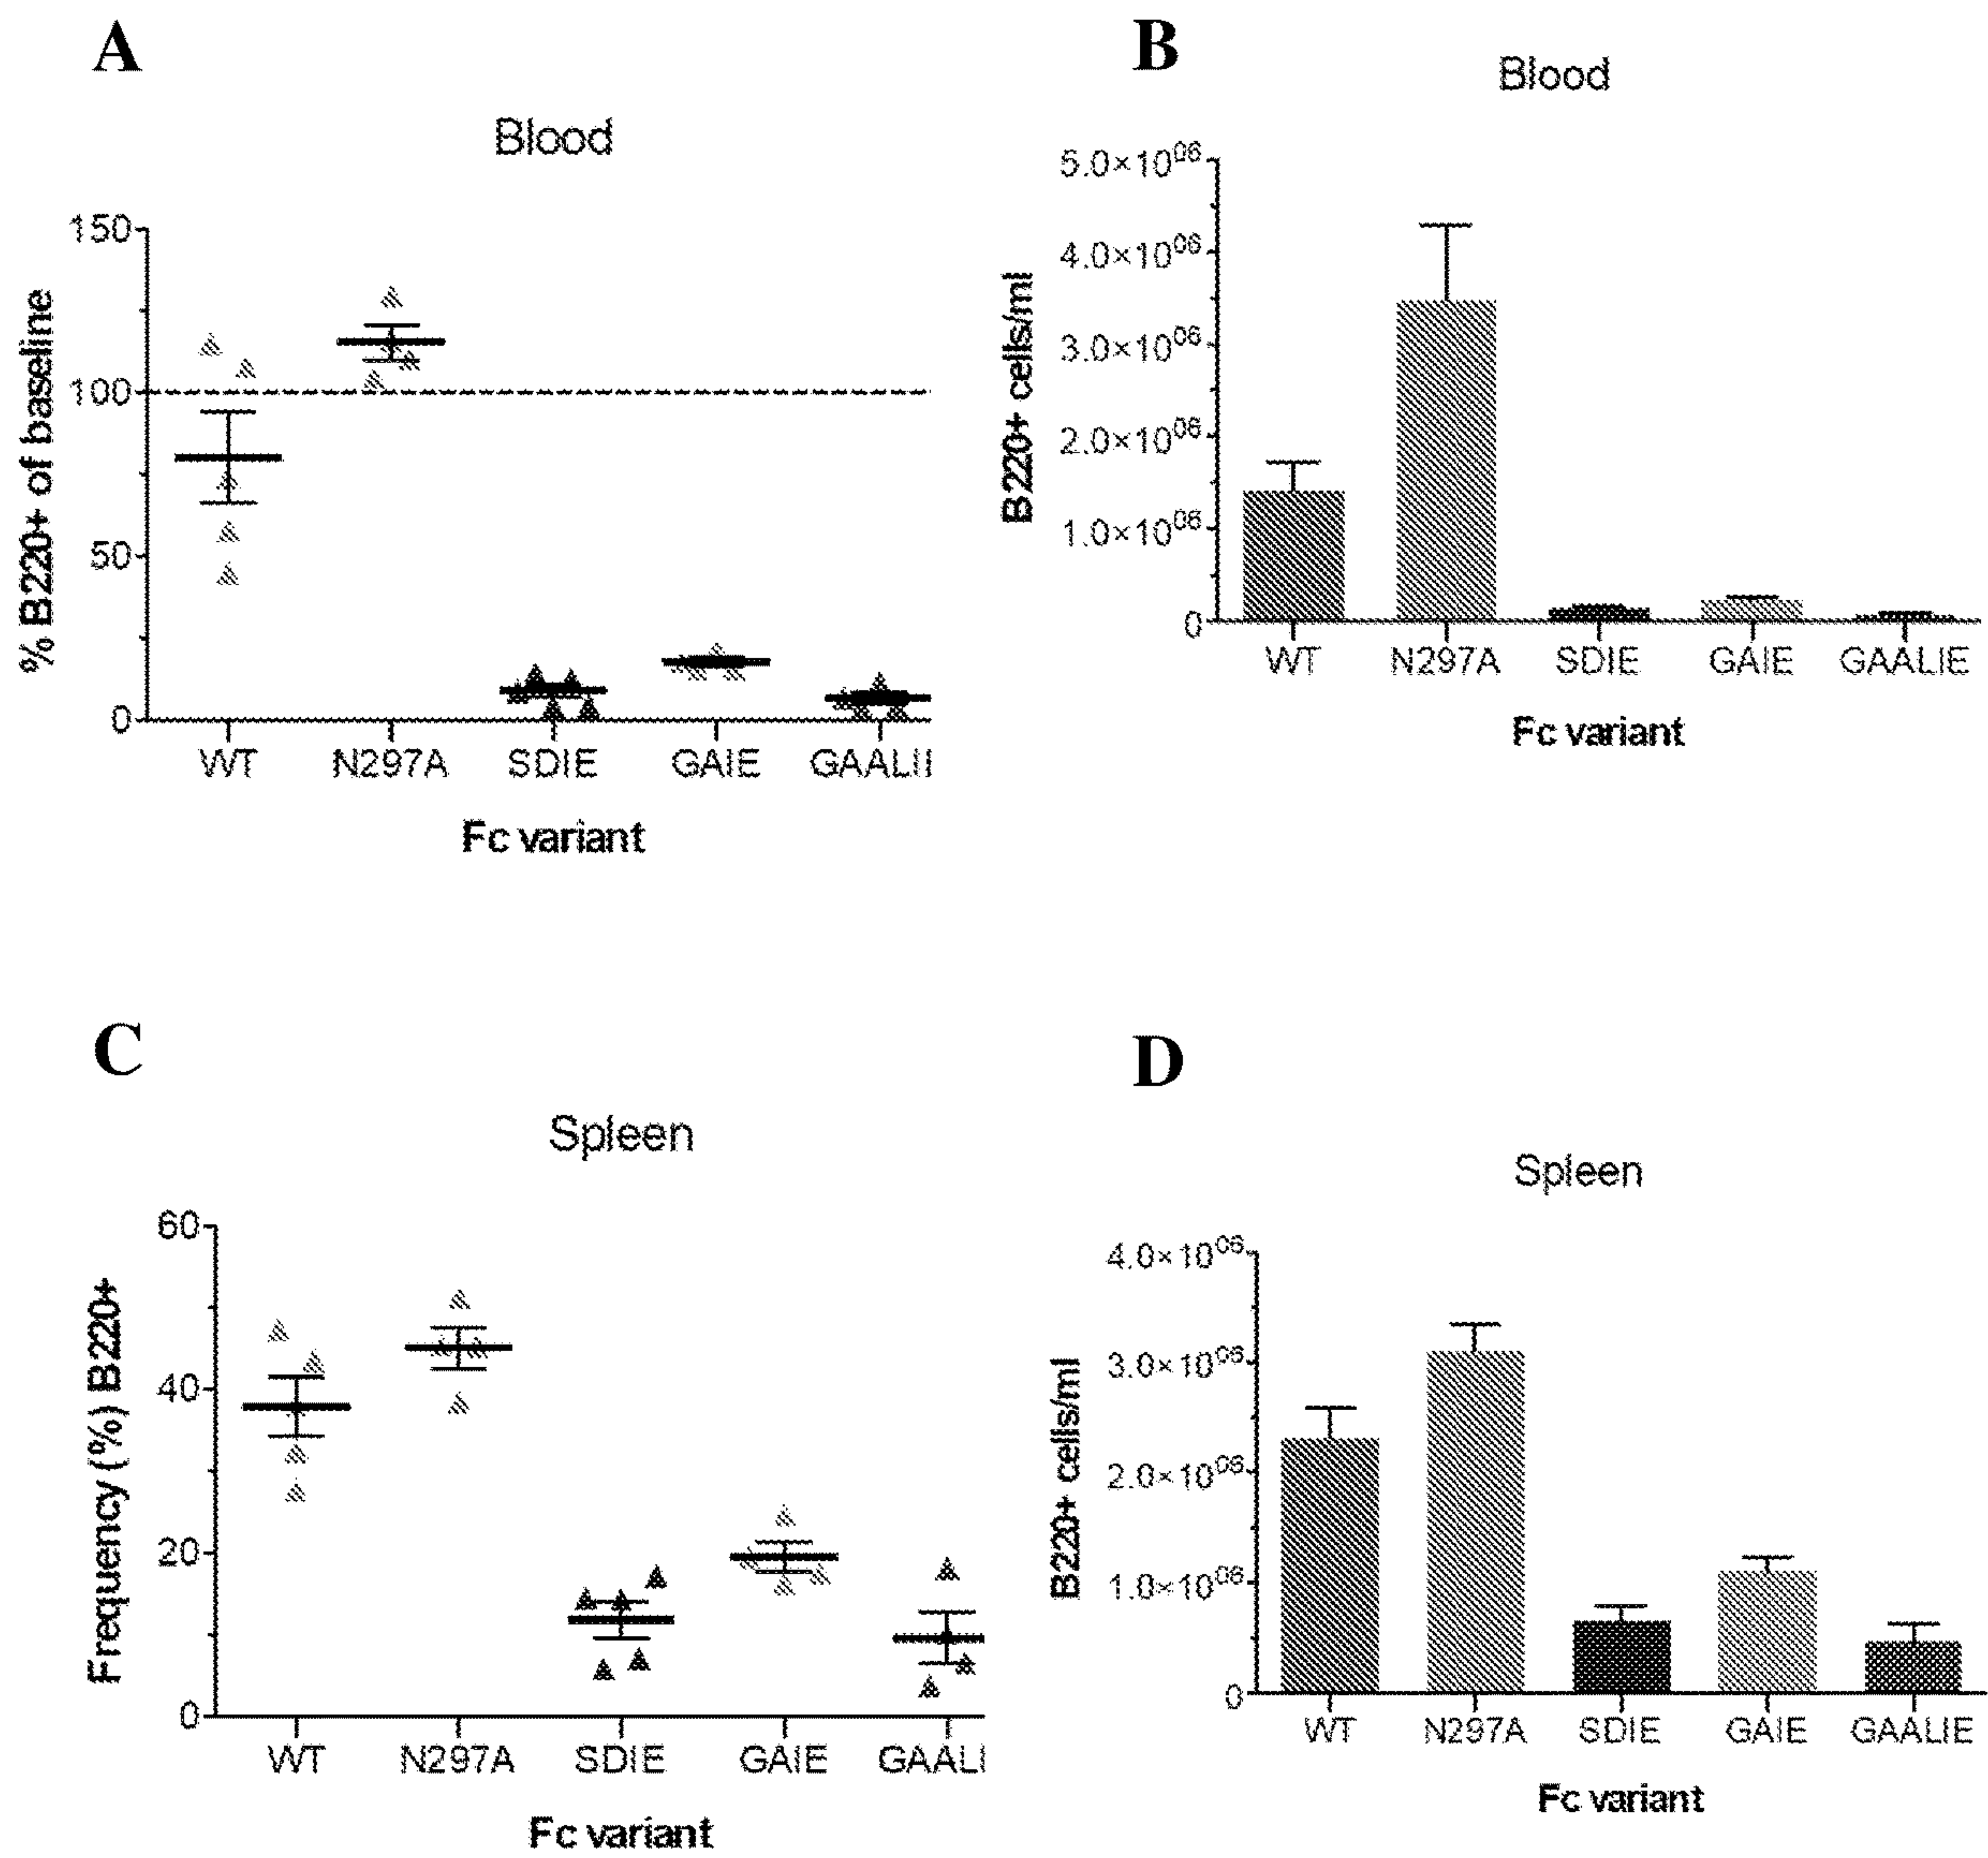 A
Blood
% B220+ of baseline
150
100
50
0
WT N297A SDIE GAIE GAALII
Fc variant
B
Blood
B220+ cells/ml
5.0×10⁰⁶
4.0×10⁰⁶
3.0×10⁰⁶
2.0×10⁰⁶
1.0×10⁰⁶
0
WT N297A SDIE GAIE GAALIE
Fc variant
C
Spleen
Frequency (%) B220+
60
40
20
0
WT N297A SDIE GAIE GAALI
Fc variant
D
Spleen
B220+ cells/ml
4.0×10⁰⁶
3.0×10⁰⁶
2.0×10⁰⁶
1.0×10⁰⁶
0
WT N297A SDIE GAIE GAALIE
Fc variant